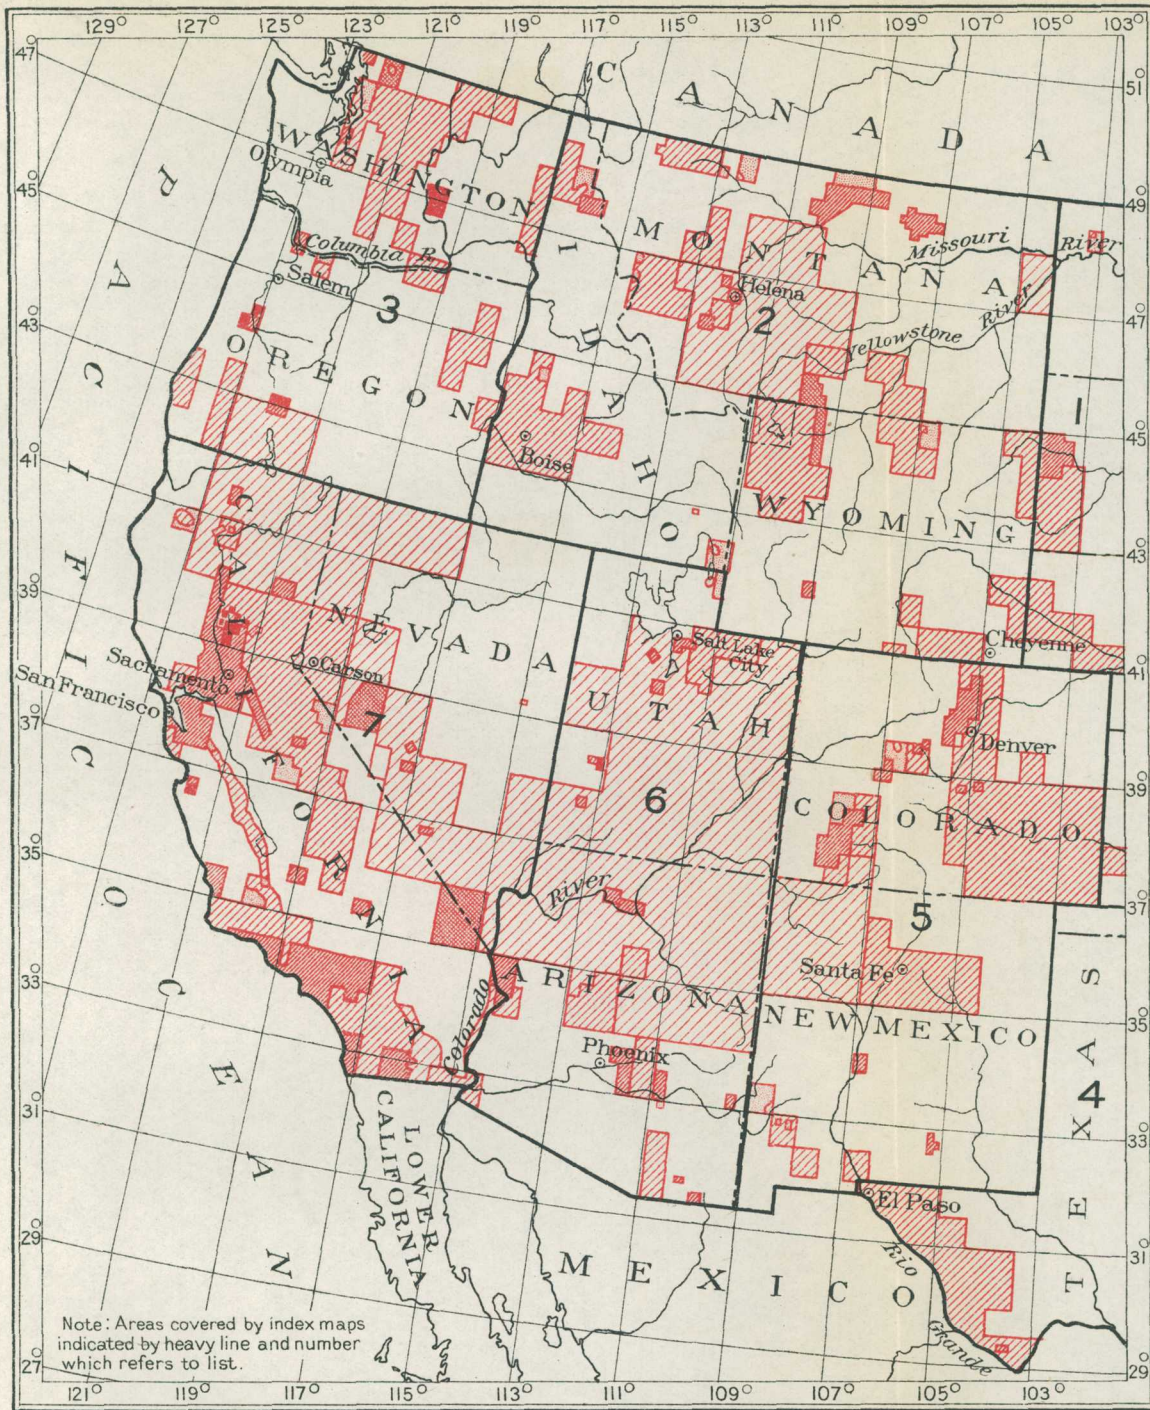 129° 127° 125° 123° 121° 119° 117° 115° 113° 111° 109° 107° 105° 103°
47°
45°
43°
41°
39°
37°
35°
33°
31°
29°
27°
51°
49°
47°
45°
43°
41°
39°
37°
35°
33°
31°
29°
CANADA
PACIFIC OCEAN
WASHINGTON
Olympia
Columbia R.
Salem
3
OREGON
IDAHO
Boise
MONTANA
Missouri River
Helena
2
Yellowstone River
1
WYOMING
Cheyenne
NEVADA
Carson
7
CALIFORNIA
Sacramento
San Francisco
Salt Lake
City
UTAH
6
Denver
COLORADO
5
River
Colorado
ARIZONA
Phoenix
Santa Fe
NEW MEXICO
TEXAS
4
El Paso
Rio Grande
LOWER
CALIFORNIA
MEXICO
Note: Areas covered by index maps
indicated by heavy line and number
which refers to list.
121° 119° 117° 115° 113° 111° 109° 107° 105° 103°